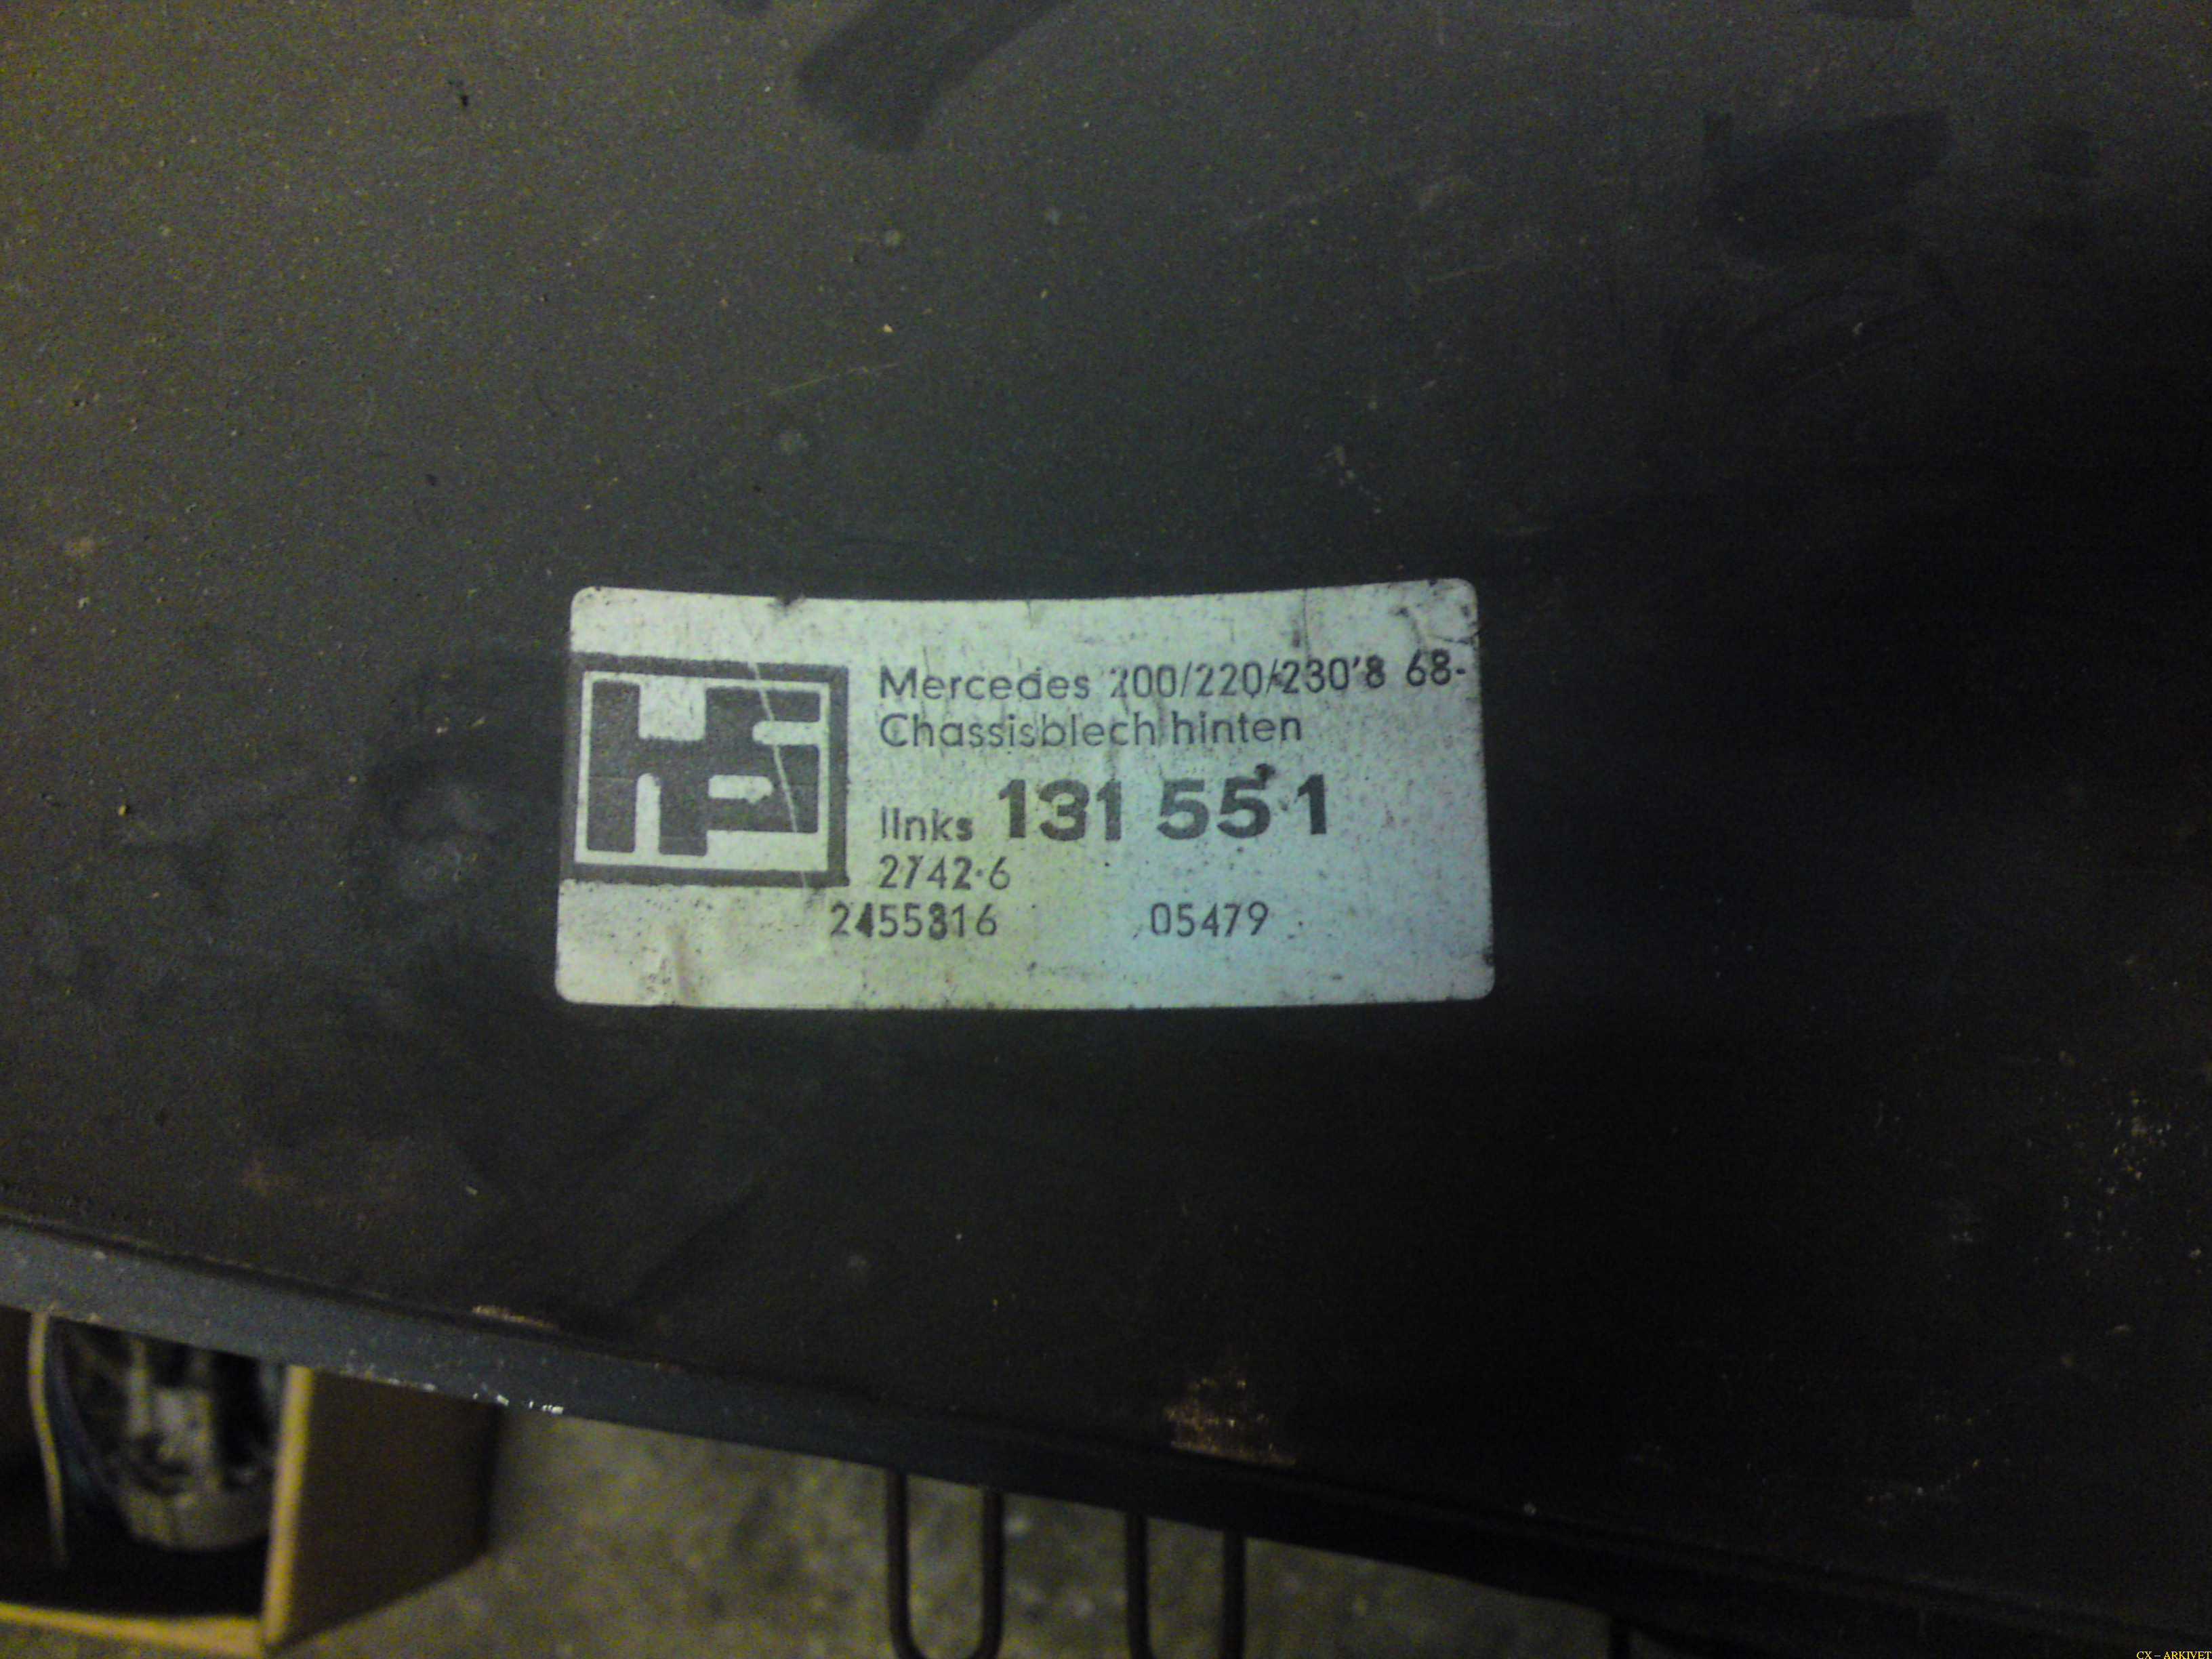 Mercedes 200/220/230'8 68-
Chassisblech hinten
links 131 551
2742·6
2455316 05479
CX – ARKIVET